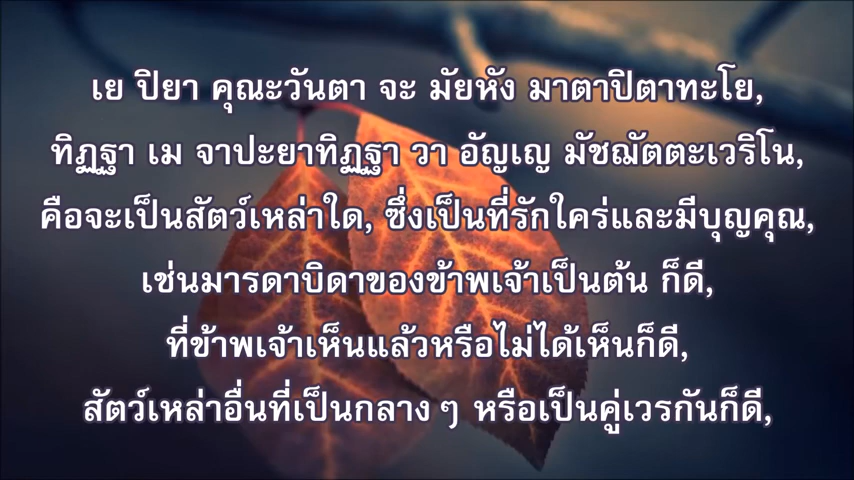 เย ปิยา คุณะวันตา จะ มัยหัง มาตาปิตาทะโย,
ทิฏฐา เม จาปะยาทิฏฐา วา อัญเญ มัชฌัตตะเวริโน,
คือจะเป็นสัตว์เหล่าใด, ซึ่งเป็นที่รักใคร่และมีบุญคุณ,
เช่นมารดาบิดาของข้าพเจ้าเป็นต้น ก็ดี,
ที่ข้าพเจ้าเห็นแล้วหรือไม่ได้เห็นก็ดี,
สัตว์เหล่าอื่นที่เป็นกลาง ๆ หรือเป็นคู่เวรกันก็ดี,